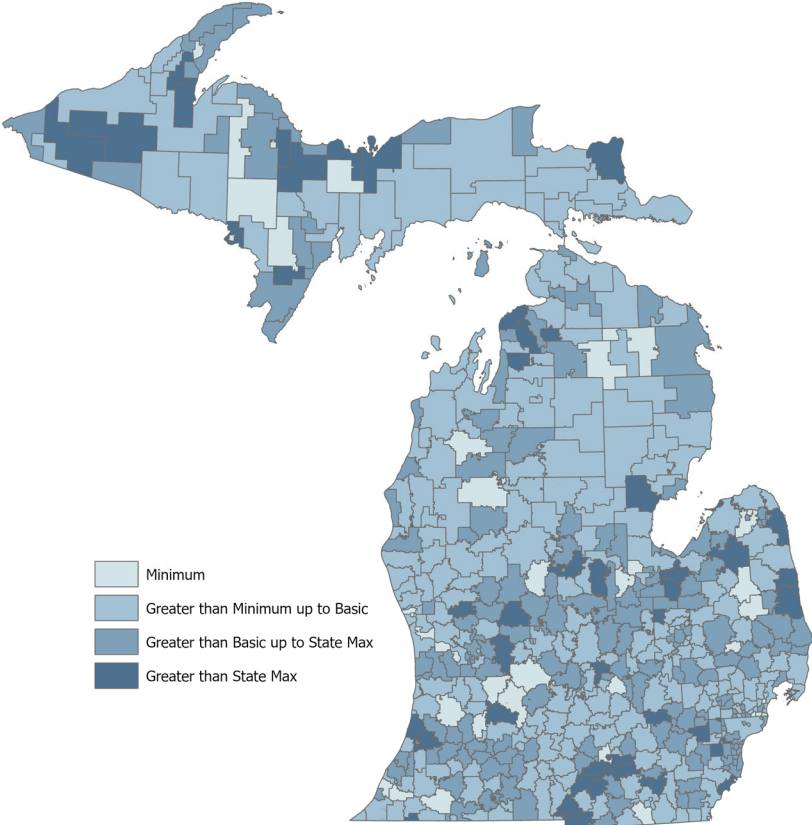 Minimum
Greater than Minimum up to Basic
Greater than Basic up to State Max
Greater than State Max